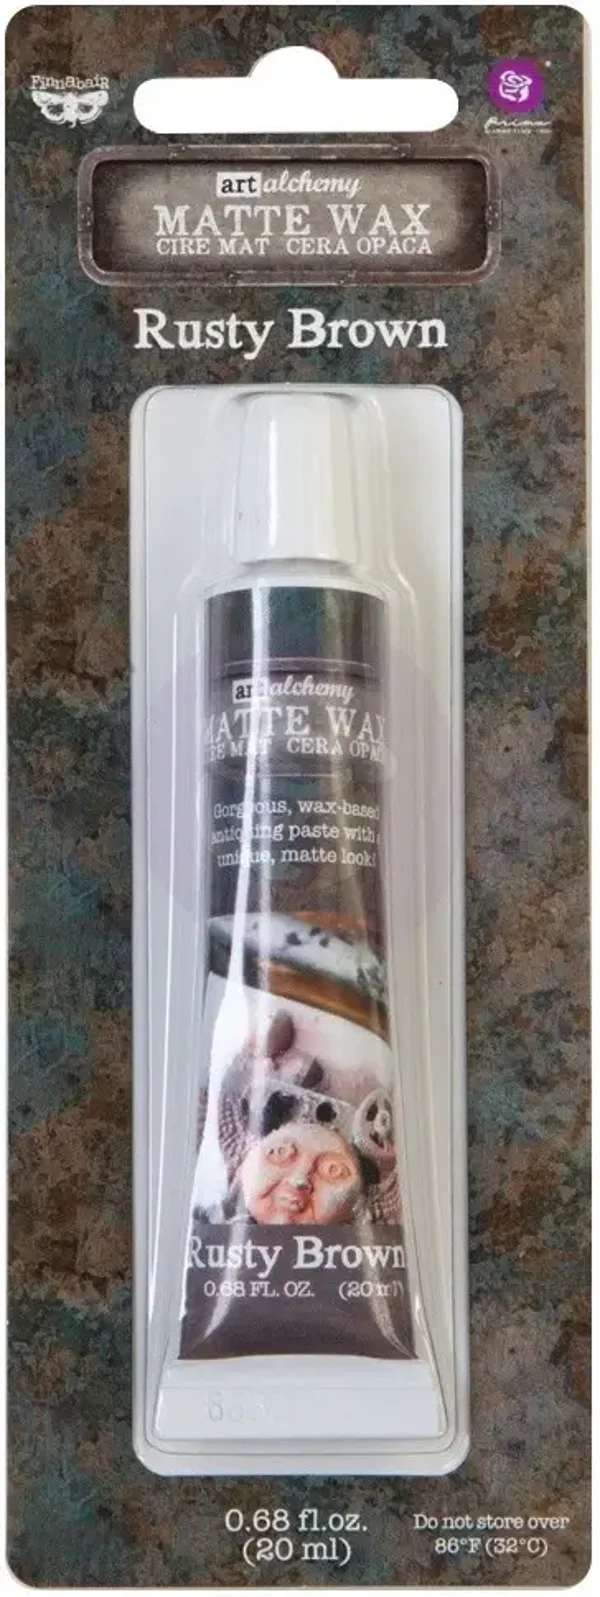 Finnabair
Prima
art alchemy
MATTE WAX
CIRE MAT CERA OPACA
Rusty Brown
art alchemy
MATTE WAX
CIRE MAT CERA OPACA
Gorgeous, wax-based
antiquing paste with a
unique, matte look!
Rusty Brown
0.68 FL. OZ. (20 ml)
0.68 fl.oz.
(20 ml)
Do not store over
86°F (32°C)